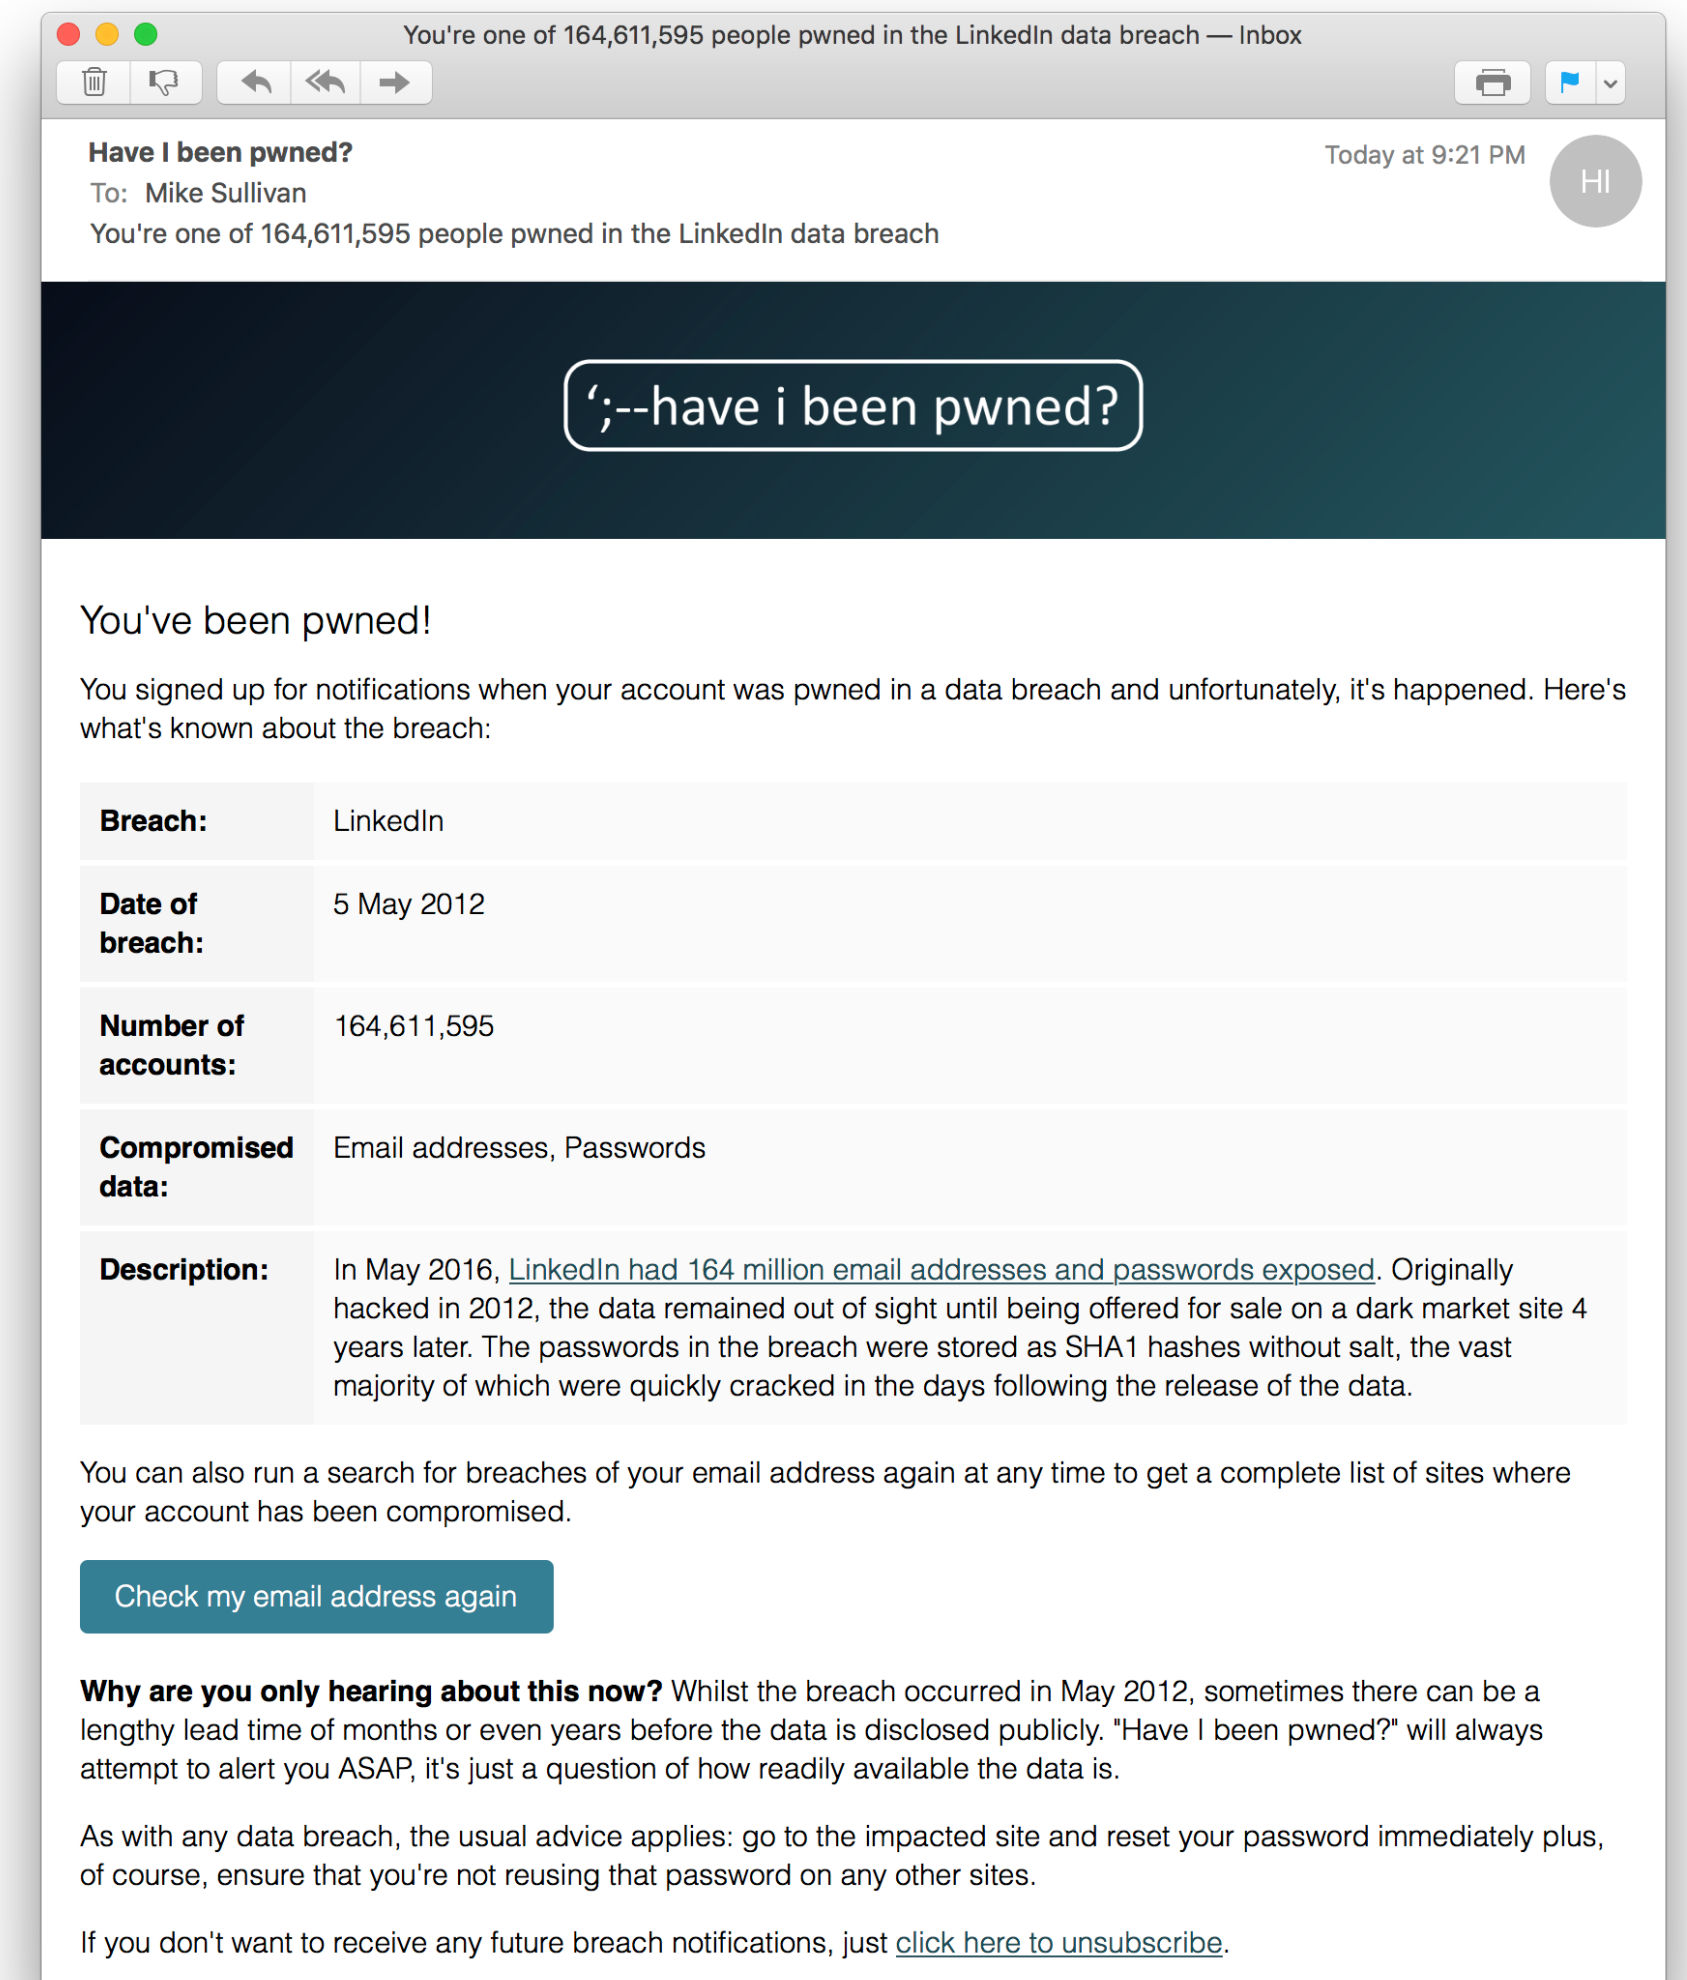 You're one of 164,611,595 people pwned in the LinkedIn data breach — Inbox
Have I been pwned?
Today at 9:21 PM
HI
To: Mike Sullivan
You're one of 164,611,595 people pwned in the LinkedIn data breach
‘;--have i been pwned?
You've been pwned!
You signed up for notifications when your account was pwned in a data breach and unfortunately, it's happened. Here's
what's known about the breach:
Breach: LinkedIn
Date of 5 May 2012
breach:
Number of 164,611,595
accounts:
Compromised Email addresses, Passwords
data:
Description: In May 2016, LinkedIn had 164 million email addresses and passwords exposed. Originally
hacked in 2012, the data remained out of sight until being offered for sale on a dark market site 4
years later. The passwords in the breach were stored as SHA1 hashes without salt, the vast
majority of which were quickly cracked in the days following the release of the data.
You can also run a search for breaches of your email address again at any time to get a complete list of sites where
your account has been compromised.
Check my email address again
Why are you only hearing about this now? Whilst the breach occurred in May 2012, sometimes there can be a
lengthy lead time of months or even years before the data is disclosed publicly. "Have I been pwned?" will always
attempt to alert you ASAP, it's just a question of how readily available the data is.
As with any data breach, the usual advice applies: go to the impacted site and reset your password immediately plus,
of course, ensure that you're not reusing that password on any other sites.
If you don't want to receive any future breach notifications, just click here to unsubscribe.